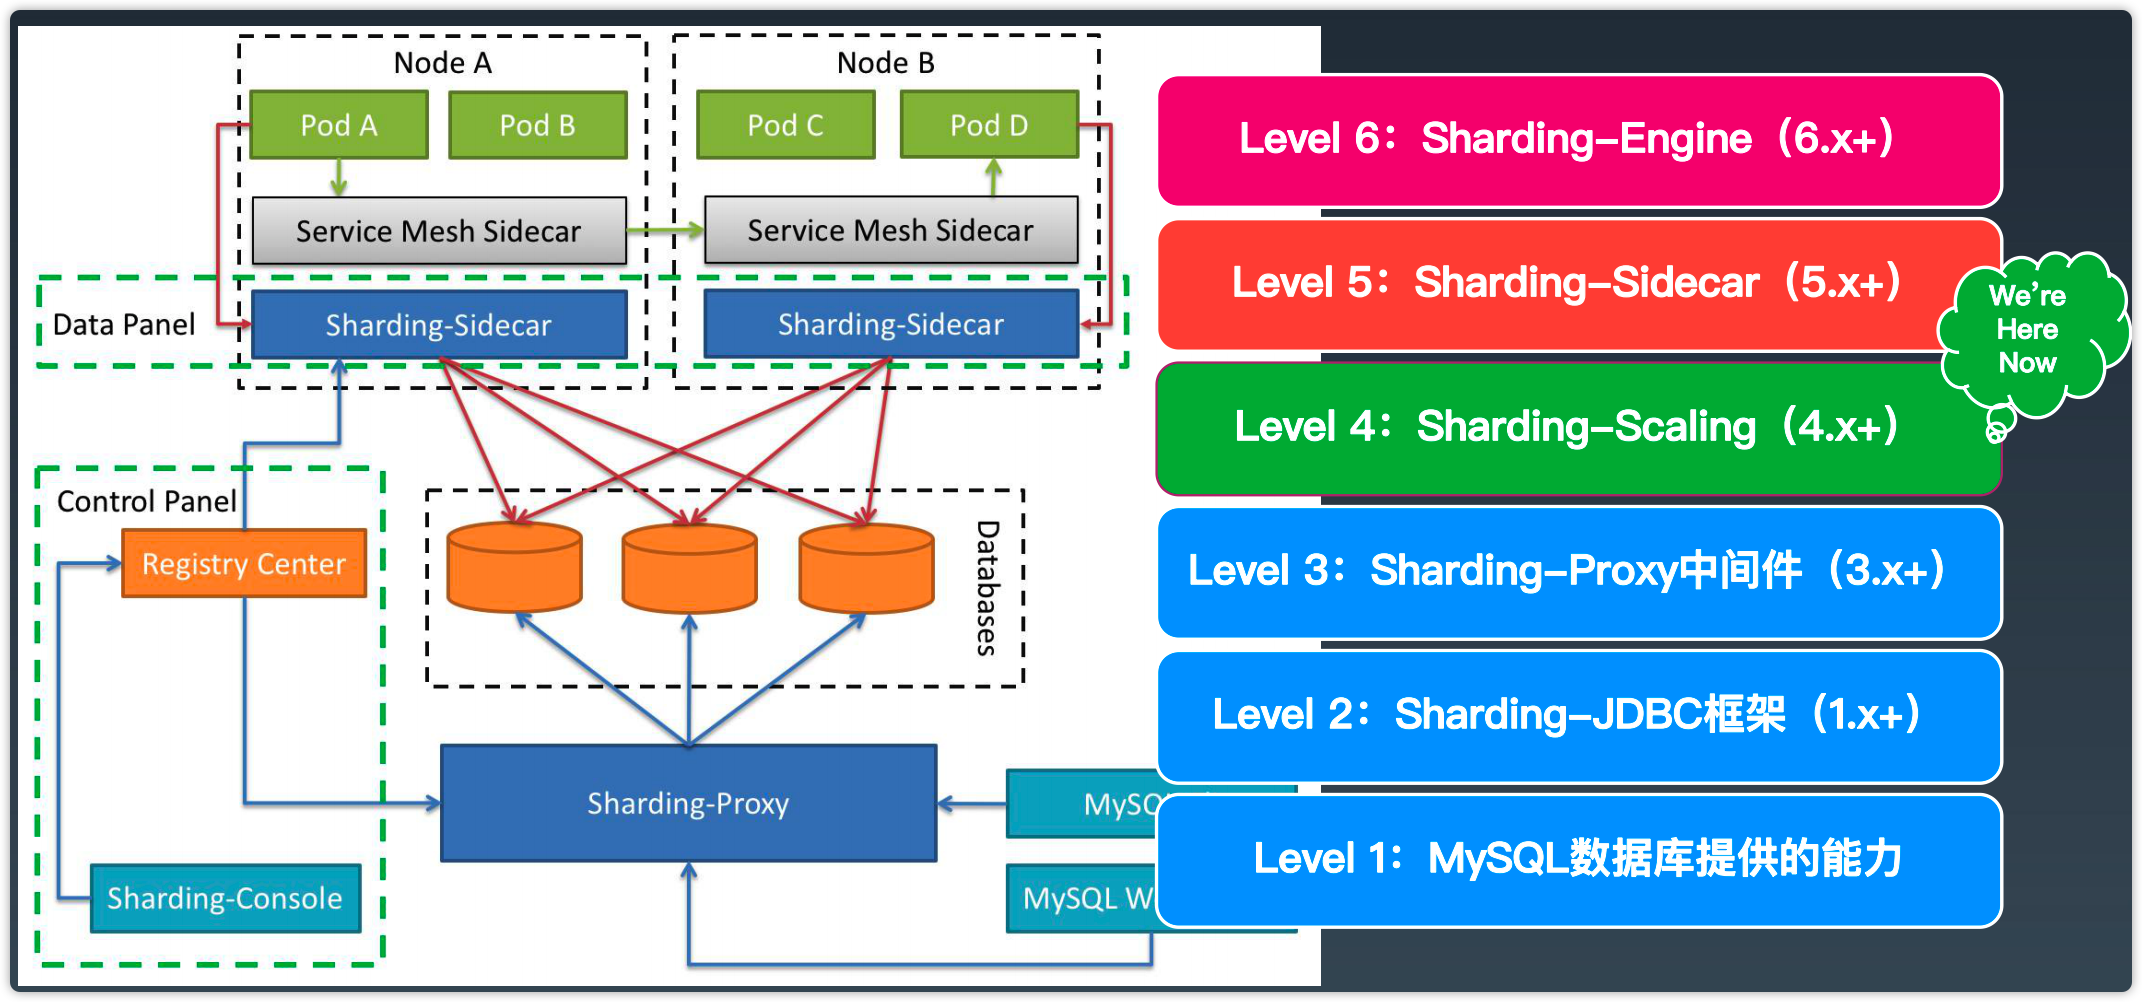 Node A
Node B
Pod A
Pod B
Pod C
Pod D
Service Mesh Sidecar
Service Mesh Sidecar
Data Panel
Sharding-Sidecar
Sharding-Sidecar
Control Panel
Registry Center
Databases
Sharding-Proxy
Sharding-Console
MySQL W
Level 6：Sharding–Engine（6.x+）
Level 5：Sharding–Sidecar（5.x+）
We're
Here
Now
Level 4：Sharding–Scaling（4.x+）
Level 3：Sharding–Proxy中间件（3.x+）
Level 2：Sharding–JDBC框架（1.x+）
Level 1：MySQL数据库提供的能力